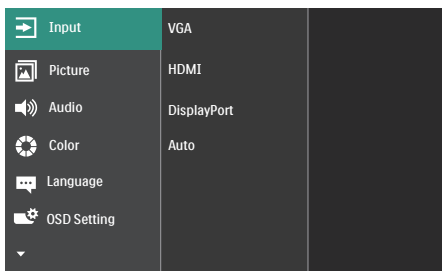 Input
Picture
Audio
Color
Language
OSD Setting
VGA
HDMI
DisplayPort
Auto